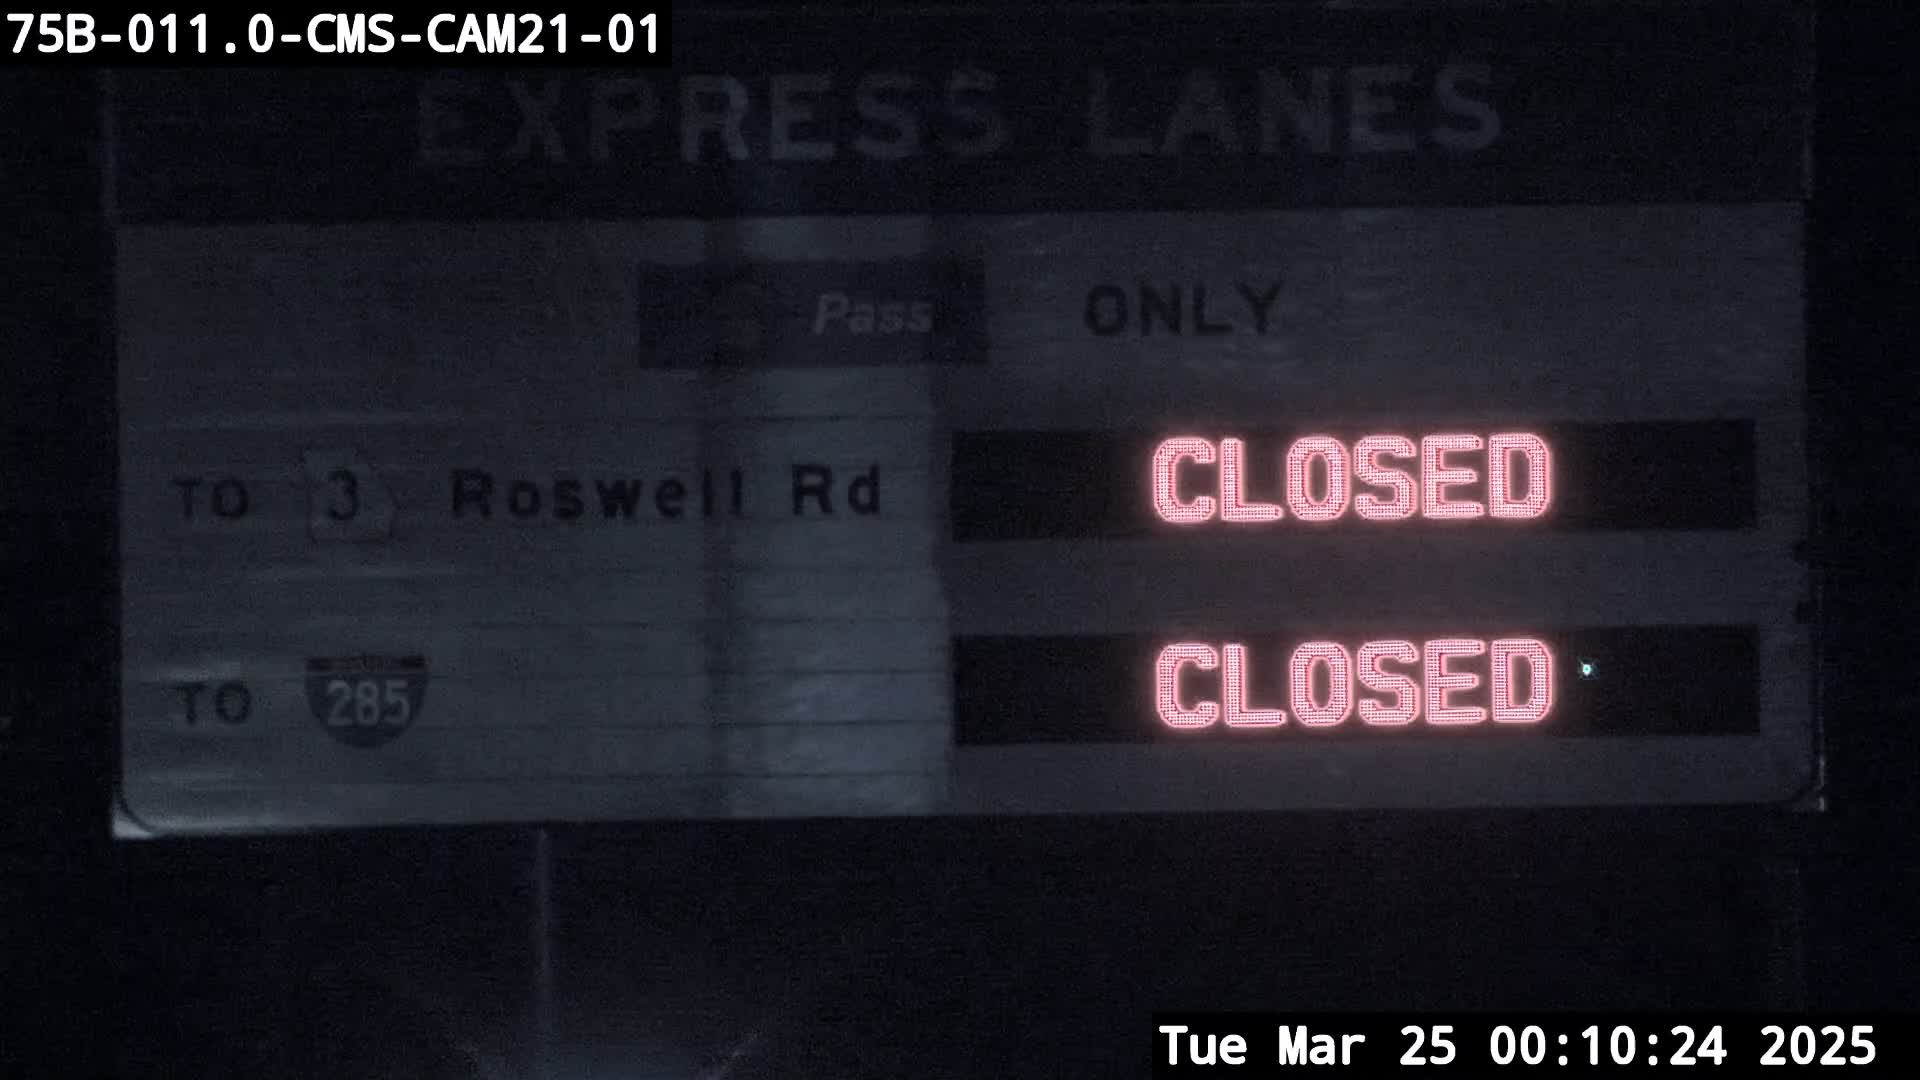 75B-011.0-CMS-CAM21-01
EXPRESS LANES
Pass ONLY
TO 3 Roswell Rd CLOSED
TO 285 CLOSED
Tue Mar 25 00:10:24 2025